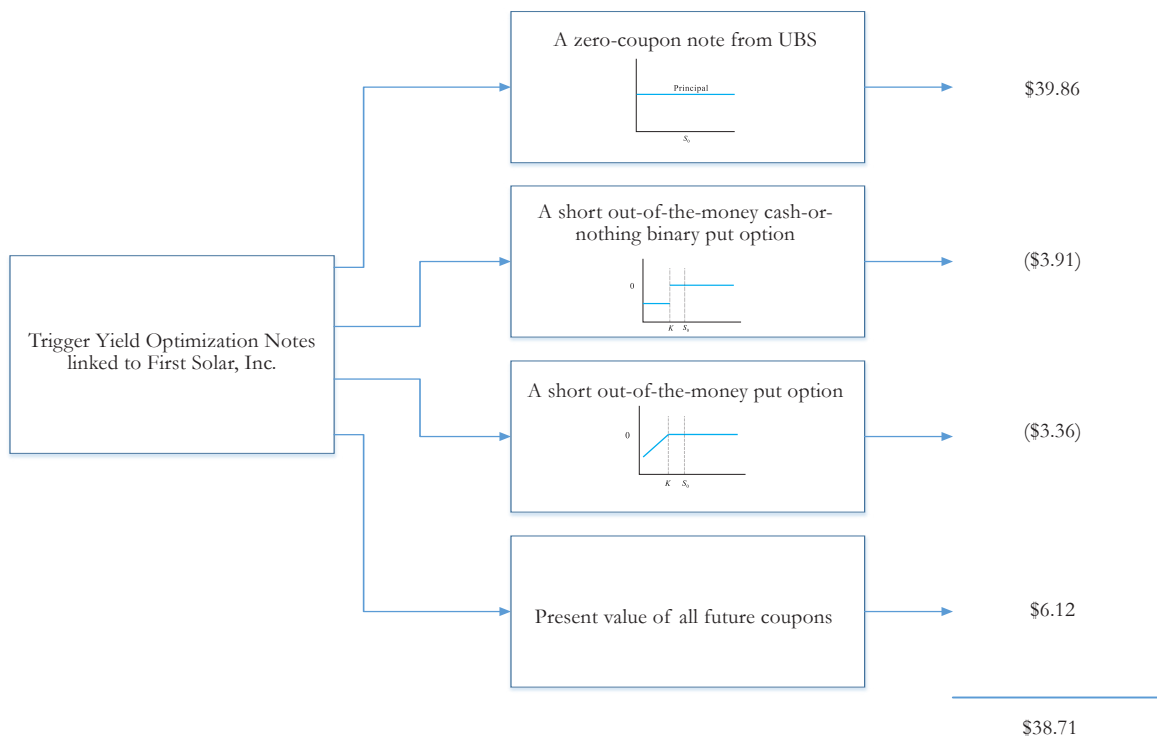 A zero-coupon note from UBS
Principal
S₀
$39.86
A short out-of-the-money cash-or-
nothing binary put option
0
K S₀
($3.91)
Trigger Yield Optimization Notes
linked to First Solar, Inc.
A short out-of-the-money put option
0
K S₀
($3.36)
Present value of all future coupons
$6.12
$38.71